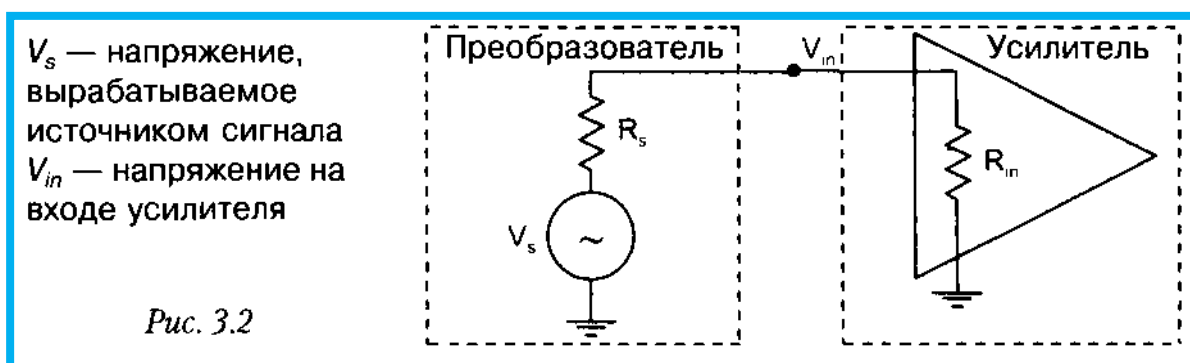 V_s — напряжение,
вырабатываемое
источником сигнала
V_in — напряжение на
входе усилителя
Рис. 3.2
Преобразователь
V_in
Усилитель
R_s
R_in
V_s
~